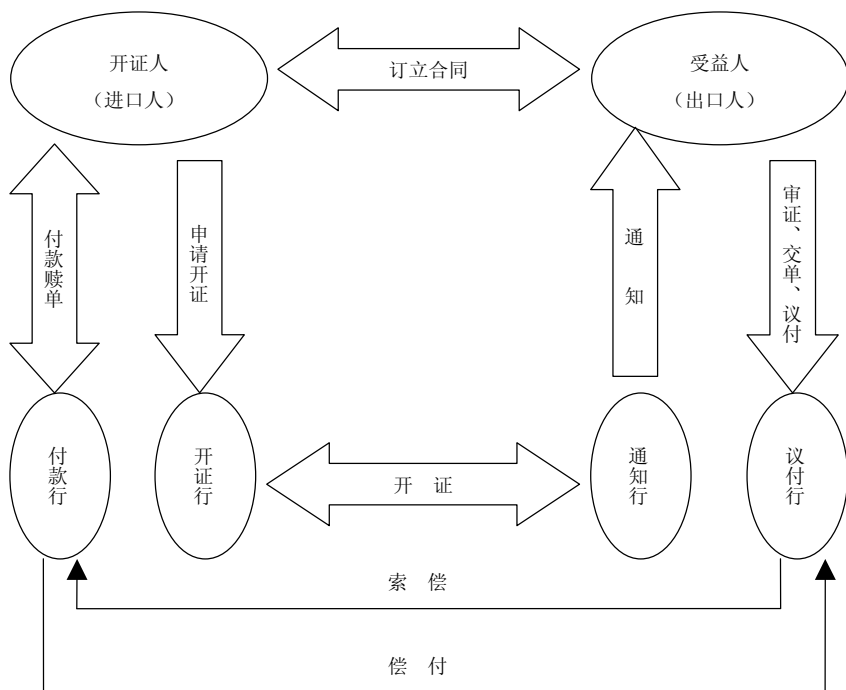 开证人
（进口人）
订立合同
受益人
（出口人）
付款赎单
申请开证
通 知
审证、交单、议付
付款行
开证行
开 证
通知行
议付行
索 偿
偿 付